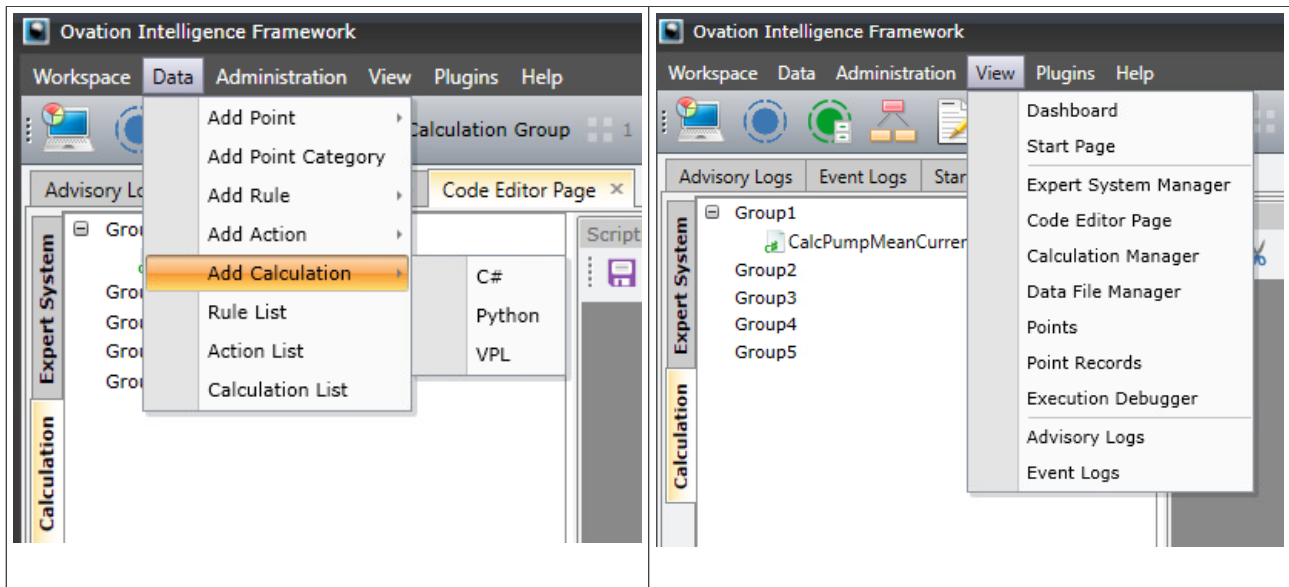 Ovation Intelligence Framework
Workspace Data Administration View Plugins Help
Calculation Group 1
Code Editor Page ×
Script
Expert System
Calculation
Add Point
Add Point Category
Add Rule
Add Action
Add Calculation
C#
Python
VPL
Rule List
Action List
Calculation List
Ovation Intelligence Framework
Workspace Data Administration View Plugins Help
Advisory Logs Event Logs Star
Expert System
Calculation
Group1
CalcPumpMeanCurrer
Group2
Group3
Group4
Group5
Dashboard
Start Page
Expert System Manager
Code Editor Page
Calculation Manager
Data File Manager
Points
Point Records
Execution Debugger
Advisory Logs
Event Logs